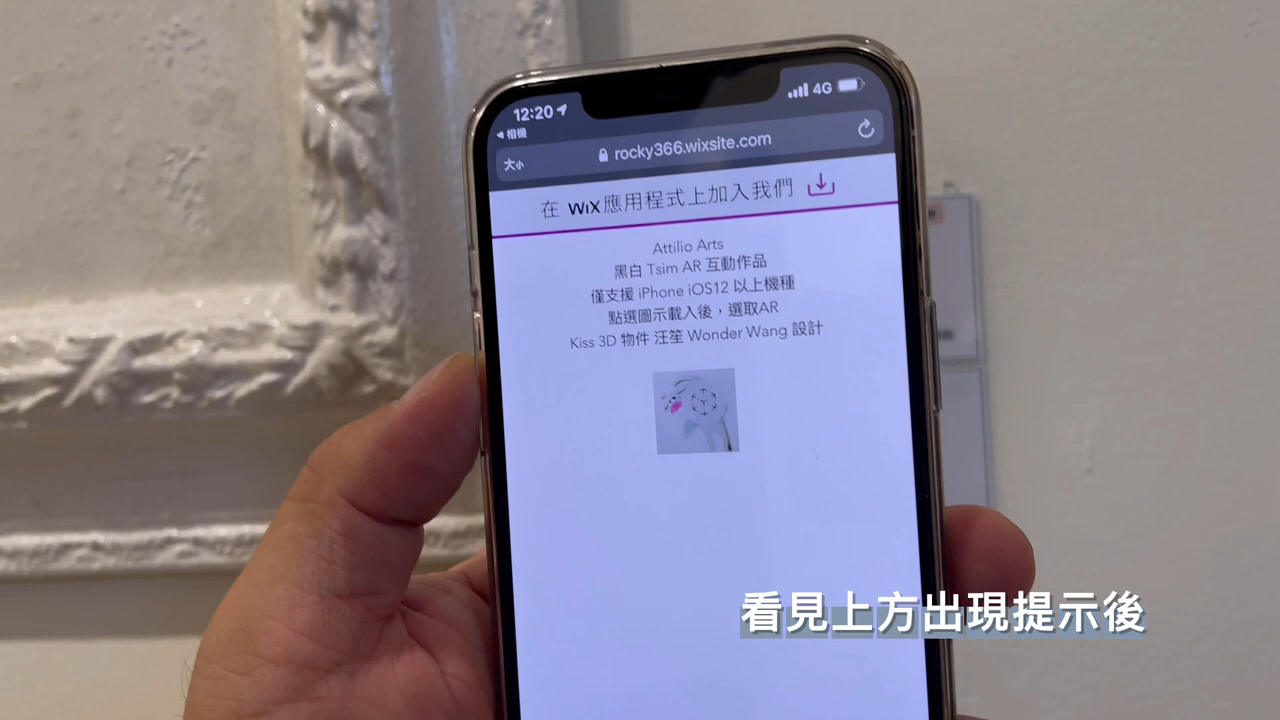 12:20
4G
相機
大小
rocky366.wixsite.com
在 WiX 應用程式上加入我們
Attilio Arts
黑白 Tsim AR 互動作品
僅支援 iPhone iOS12 以上機種
點選圖示載入後，選取AR
Kiss 3D 物件 汪笙 Wonder Wang 設計
看見上方出現提示後